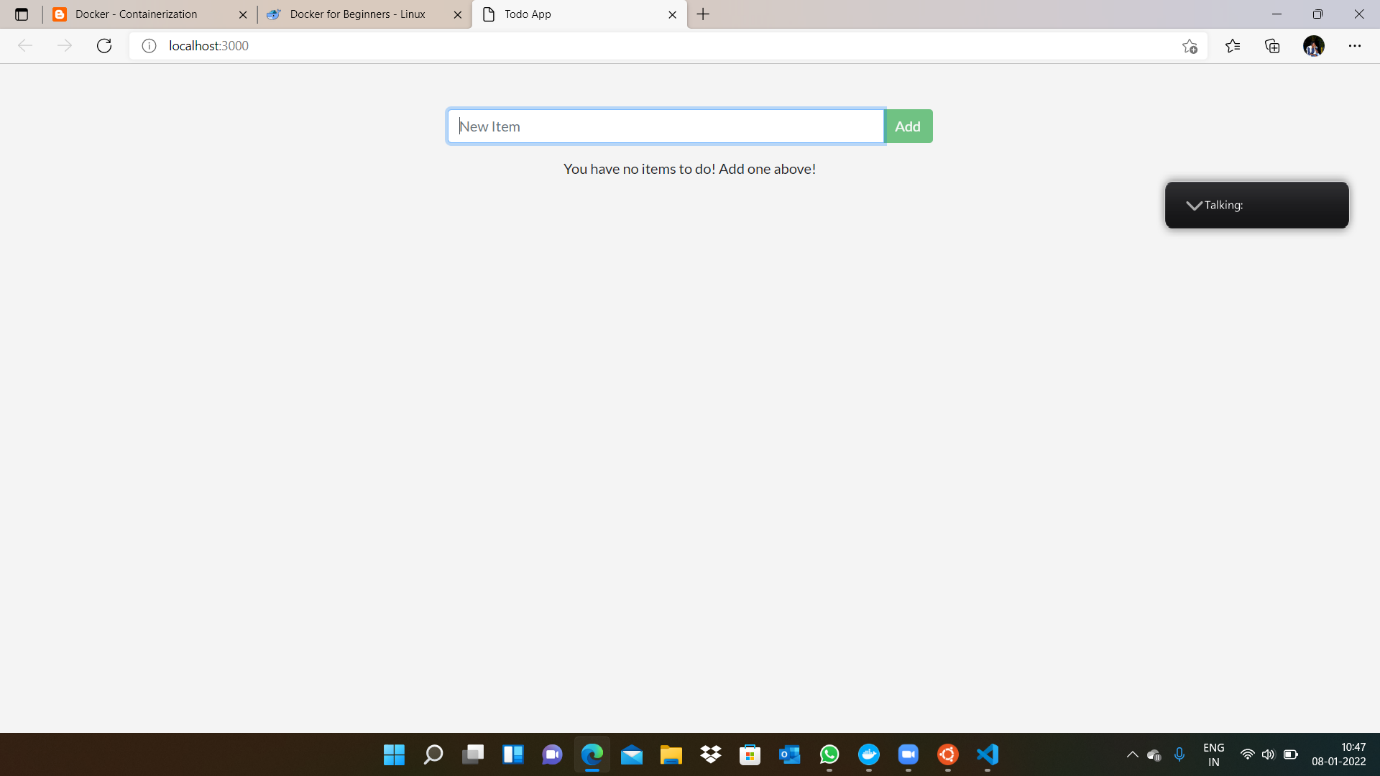 Docker - Containerization
Docker for Beginners - Linux
Todo App
localhost:3000
New Item
Add
You have no items to do! Add one above!
Talking:
ENG
IN
10:47
08-01-2022